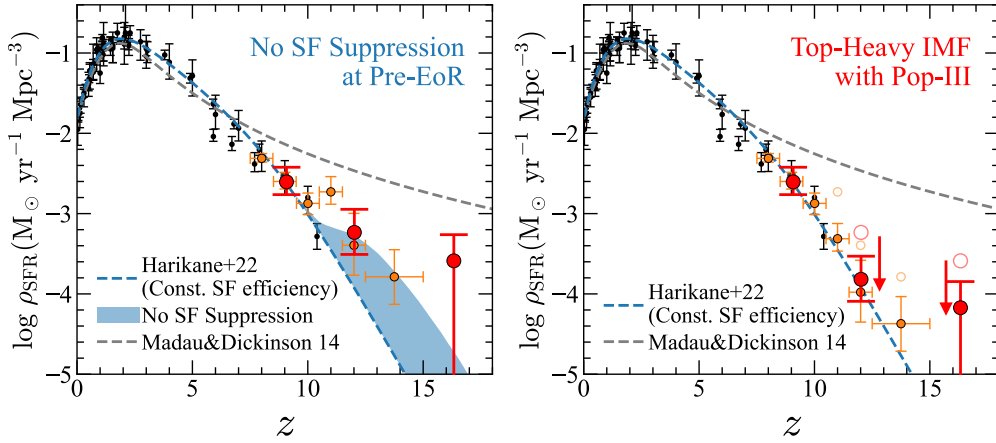 No SF Suppression
at Pre-EoR
log ρSFR(M⊙ yr⁻¹ Mpc⁻³)
−1
−2
−3
−4
−5
Harikane+22
(Const. SF efficiency)
No SF Suppression
Madau&Dickinson 14
0 5 10 15
z
Top-Heavy IMF
with Pop-III
log ρSFR(M⊙ yr⁻¹ Mpc⁻³)
−1
−2
−3
−4
−5
Harikane+22
(Const. SF efficiency)
Madau&Dickinson 14
0 5 10 15
z